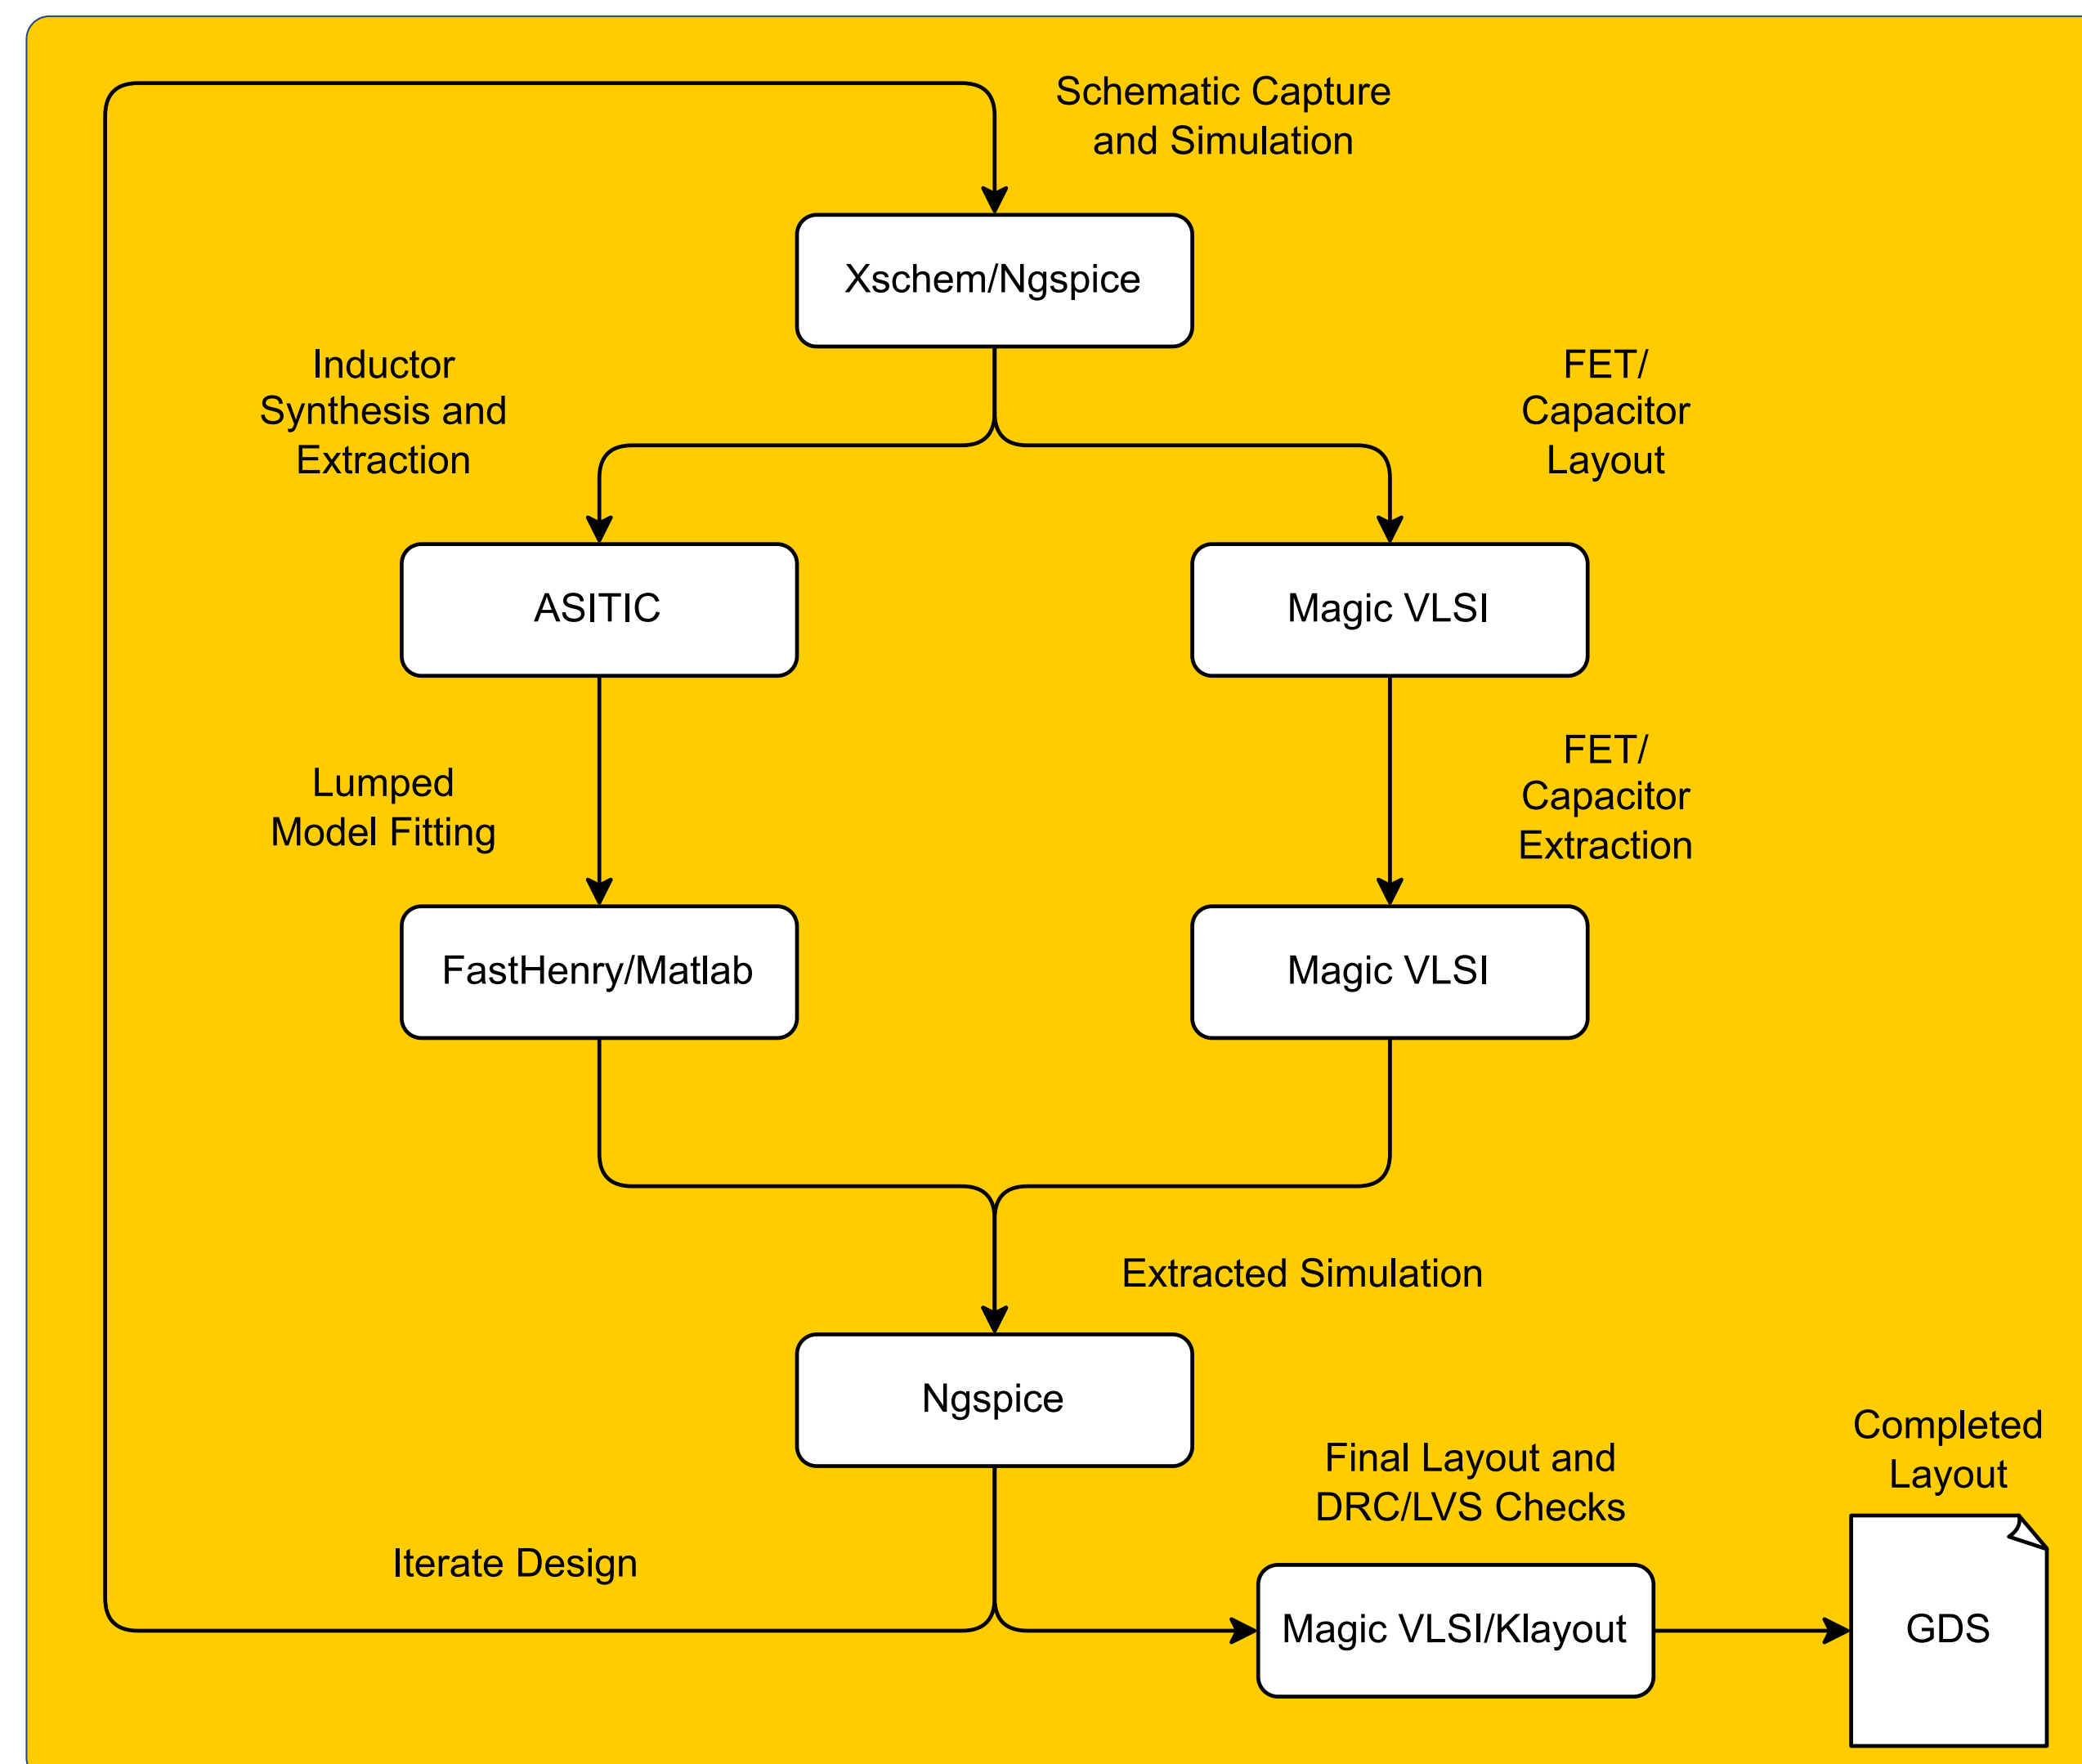 Schematic Capture
and Simulation
Xschem/Ngspice
Inductor
Synthesis and
Extraction
FET/
Capacitor
Layout
ASITIC
Magic VLSI
Lumped
Model Fitting
FET/
Capacitor
Extraction
FastHenry/Matlab
Magic VLSI
Extracted Simulation
Ngspice
Iterate Design
Final Layout and
DRC/LVS Checks
Magic VLSI/Klayout
Completed
Layout
GDS